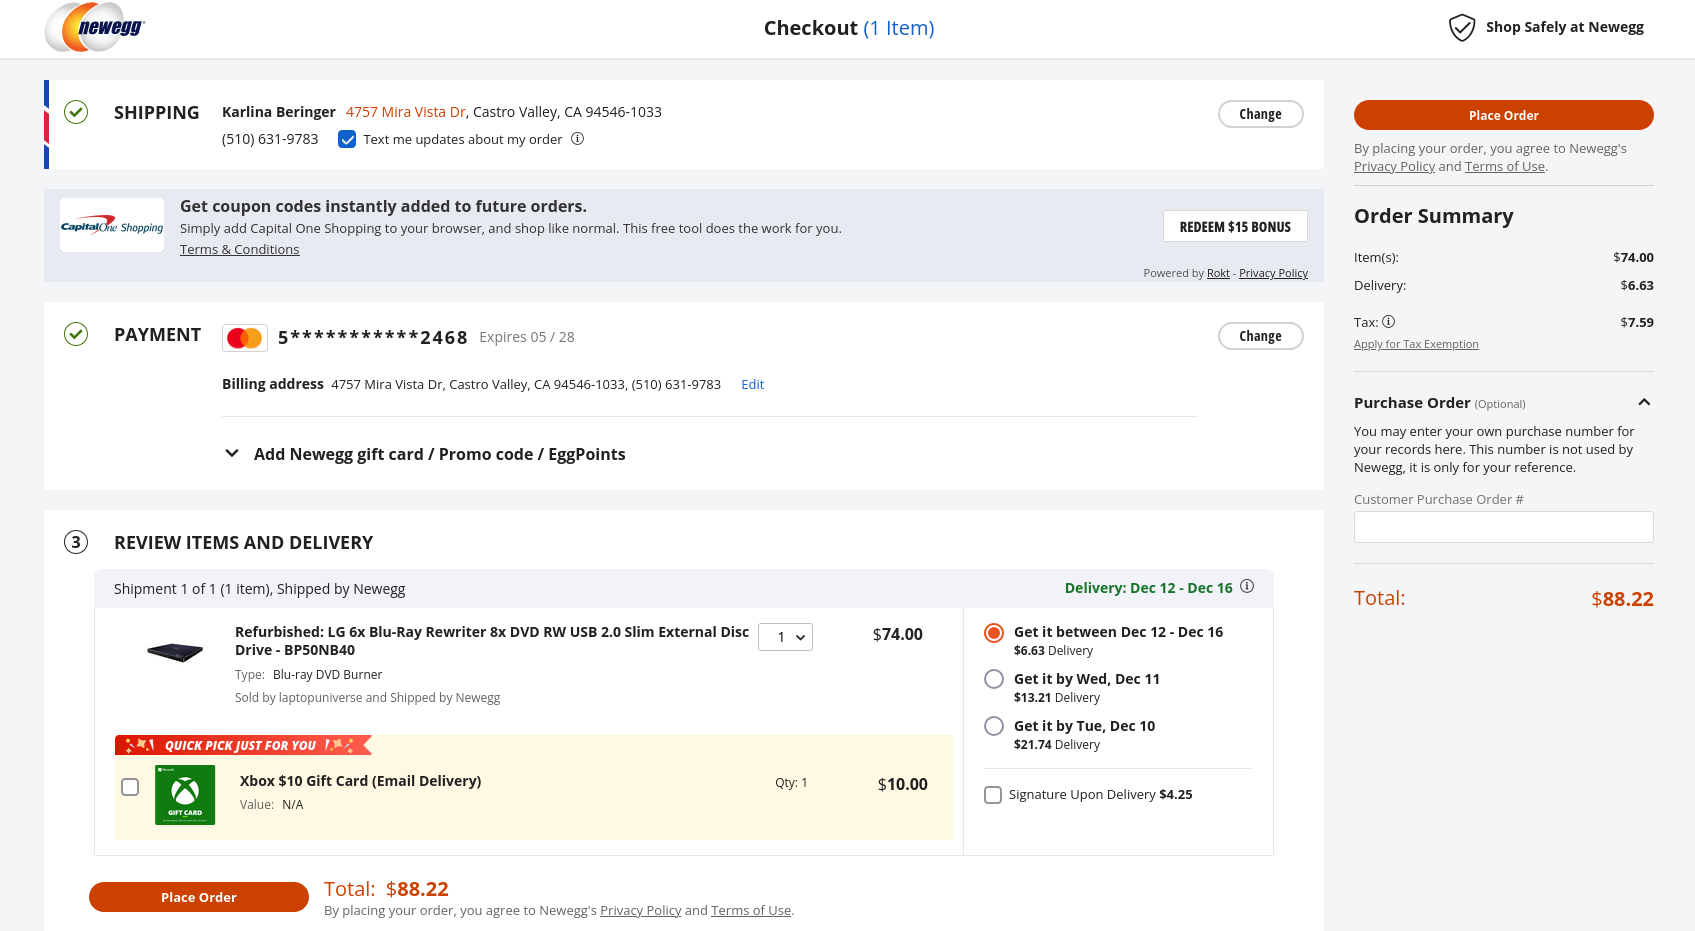 newegg
Checkout (1 Item)
Shop Safely at Newegg
SHIPPING
Karlina Beringer 4757 Mira Vista Dr, Castro Valley, CA 94546-1033
(510) 631-9783 Text me updates about my order
Change
CapitalOne Shopping
Get coupon codes instantly added to future orders.
Simply add Capital One Shopping to your browser, and shop like normal. This free tool does the work for you.
Terms & Conditions
REDEEM $15 BONUS
Powered by Rokt - Privacy Policy
PAYMENT
5***********2468 Expires 05 / 28
Change
Billing address 4757 Mira Vista Dr, Castro Valley, CA 94546-1033, (510) 631-9783 Edit
Add Newegg gift card / Promo code / EggPoints
3 REVIEW ITEMS AND DELIVERY
Shipment 1 of 1 (1 item), Shipped by Newegg
Delivery: Dec 12 - Dec 16
Refurbished: LG 6x Blu-Ray Rewriter 8x DVD RW USB 2.0 Slim External Disc
Drive - BP50NB40
1
$74.00
Type: Blu-ray DVD Burner
Sold by laptopuniverse and Shipped by Newegg
QUICK PICK JUST FOR YOU
GIFT CARD
Xbox $10 Gift Card (Email Delivery)
Value: N/A
Qty: 1
$10.00
Get it between Dec 12 - Dec 16
$6.63 Delivery
Get it by Wed, Dec 11
$13.21 Delivery
Get it by Tue, Dec 10
$21.74 Delivery
Signature Upon Delivery $4.25
Place Order
Total: $88.22
By placing your order, you agree to Newegg's Privacy Policy and Terms of Use.
Place Order
By placing your order, you agree to Newegg's
Privacy Policy and Terms of Use.
Order Summary
Item(s): $74.00
Delivery: $6.63
Tax: $7.59
Apply for Tax Exemption
Purchase Order (Optional)
You may enter your own purchase number for
your records here. This number is not used by
Newegg, it is only for your reference.
Customer Purchase Order #
Total: $88.22